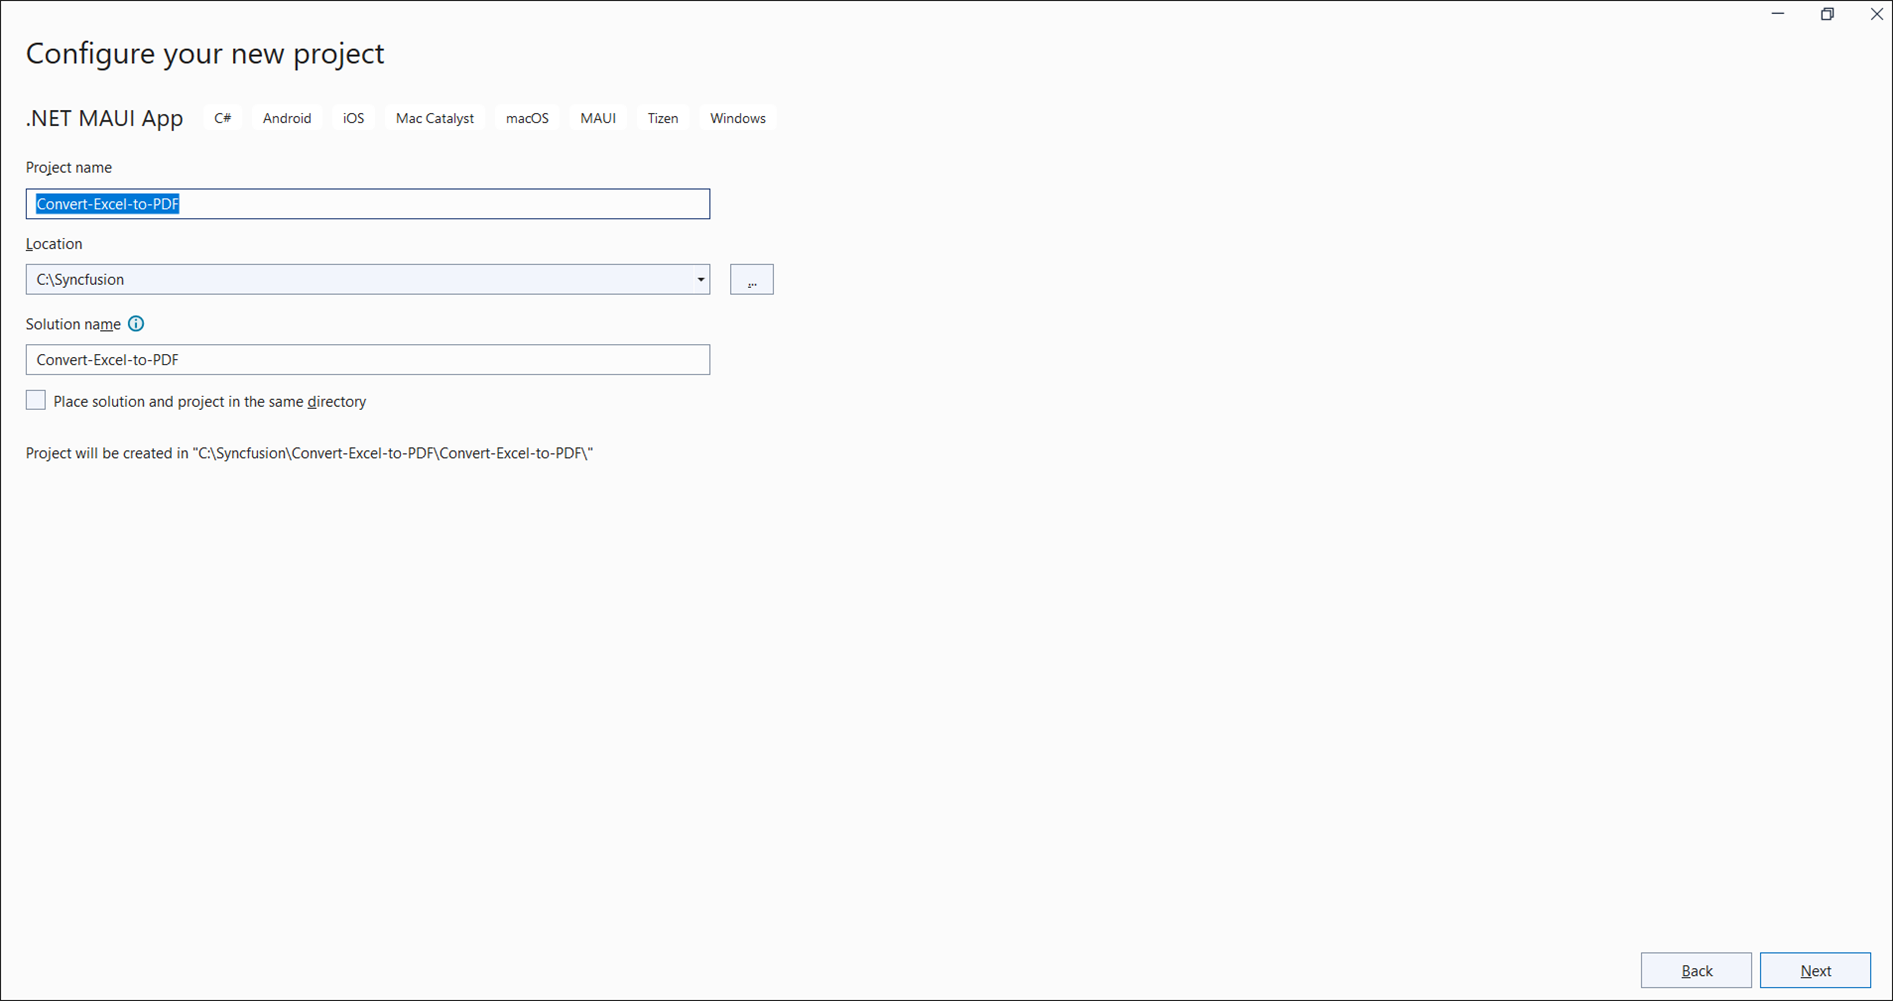 Configure your new project
.NET MAUI App C# Android iOS Mac Catalyst macOS MAUI Tizen Windows
Project name
Convert-Excel-to-PDF
Location
C:\Syncfusion
...
Solution name
Convert-Excel-to-PDF
Place solution and project in the same directory
Project will be created in "C:\Syncfusion\Convert-Excel-to-PDF\Convert-Excel-to-PDF\"
Back Next